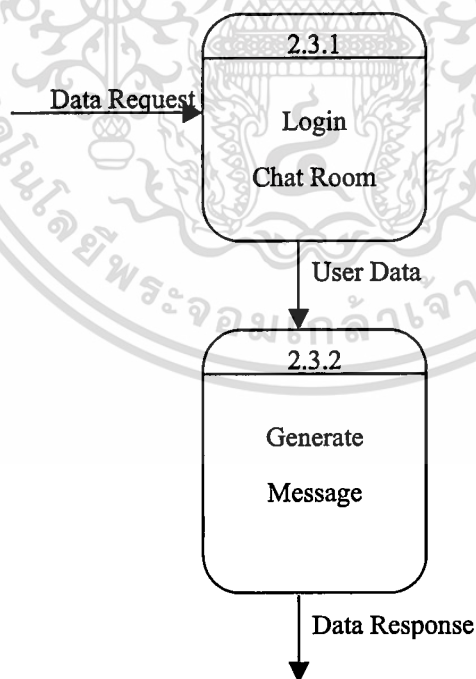 2.3.1
Data Request
Login
Chat Room
User Data
2.3.2
Generate
Message
Data Response